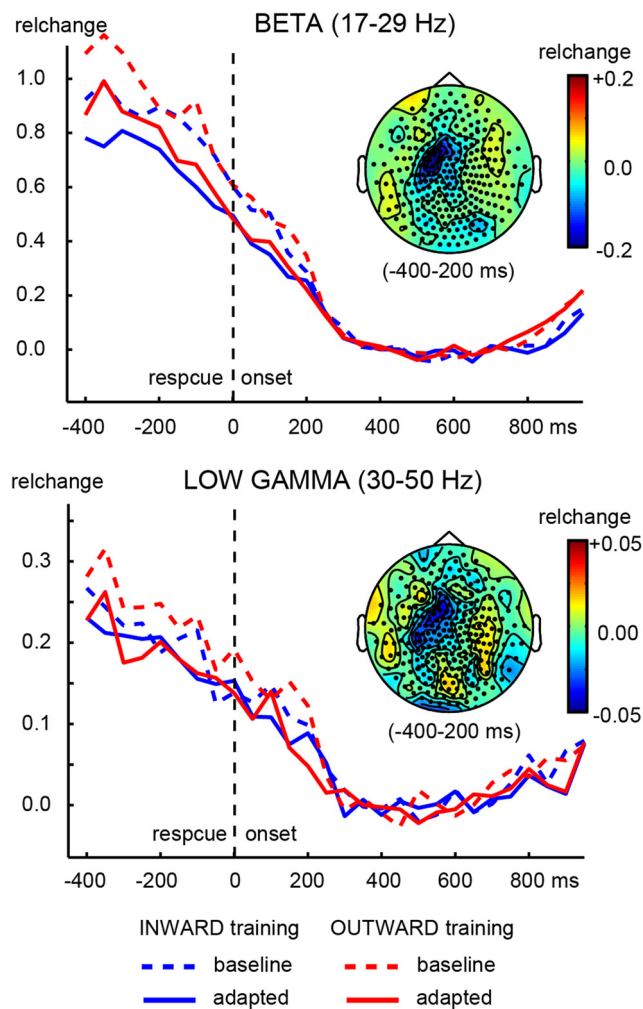 BETA (17-29 Hz)
relchange
relchange
1.0
0.8
0.6
0.4
0.2
0.0
+0.2
0.0
-0.2
(-400-200 ms)
respcue onset
-400 -200 0 200 400 600 800 ms
LOW GAMMA (30-50 Hz)
relchange
relchange
0.3
0.2
0.1
0.0
+0.05
0.00
-0.05
(-400-200 ms)
respcue onset
-400 -200 0 200 400 600 800 ms
INWARD training OUTWARD training
baseline baseline
adapted adapted